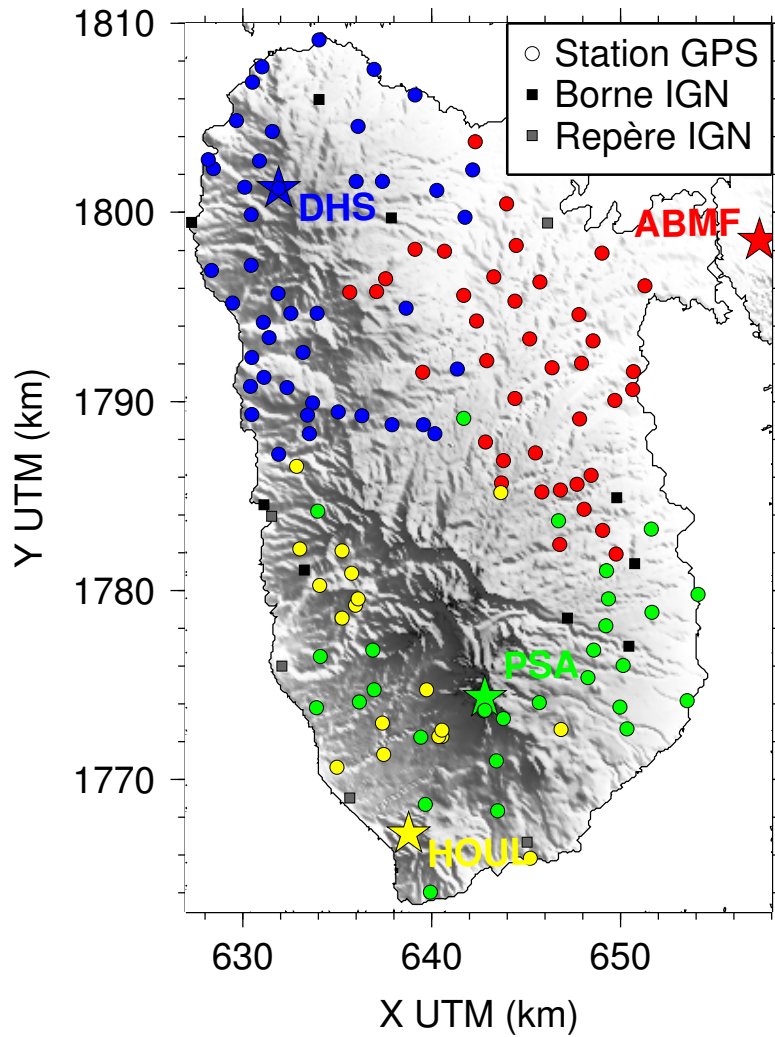 1810
Station GPS
Borne IGN
Repère IGN
DHS
ABMF
1800
1790
Y UTM (km)
1780
PSA
1770
HOUL
630
640
650
X UTM (km)